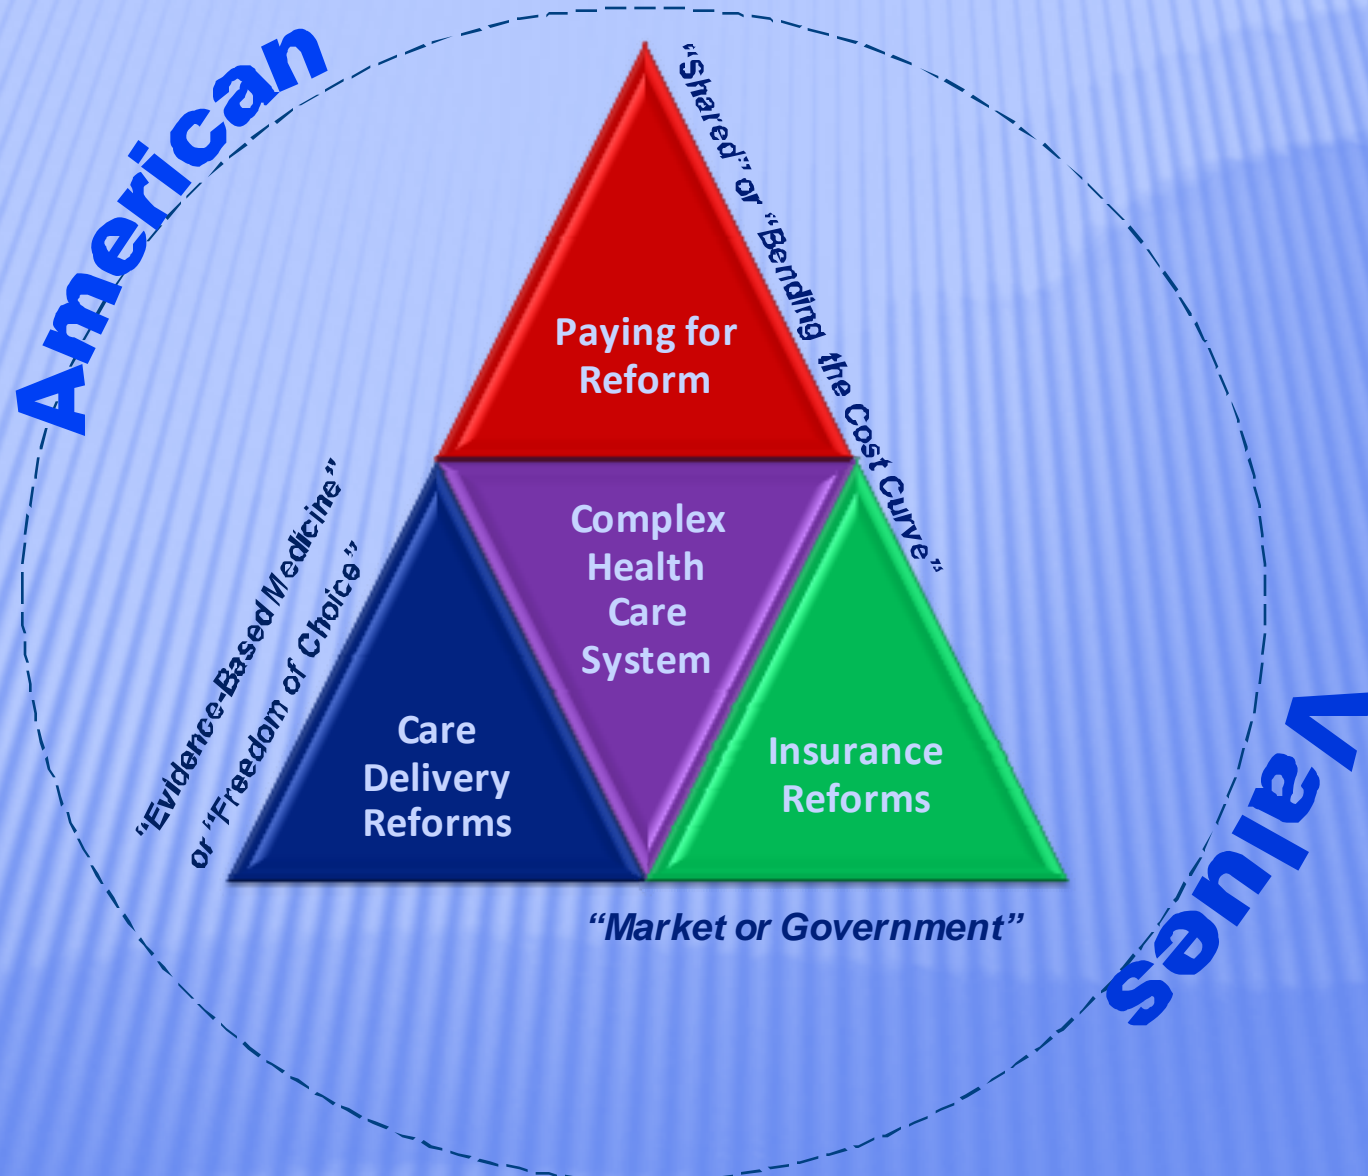 American
“Shared” or “Bending the Cost Curve”
Paying for
Reform
Complex
Health
Care
System
“Evidence-Based Medicine”
or “Freedom of Choice”
Care
Delivery
Reforms
Insurance
Reforms
“Market or Government”
Values